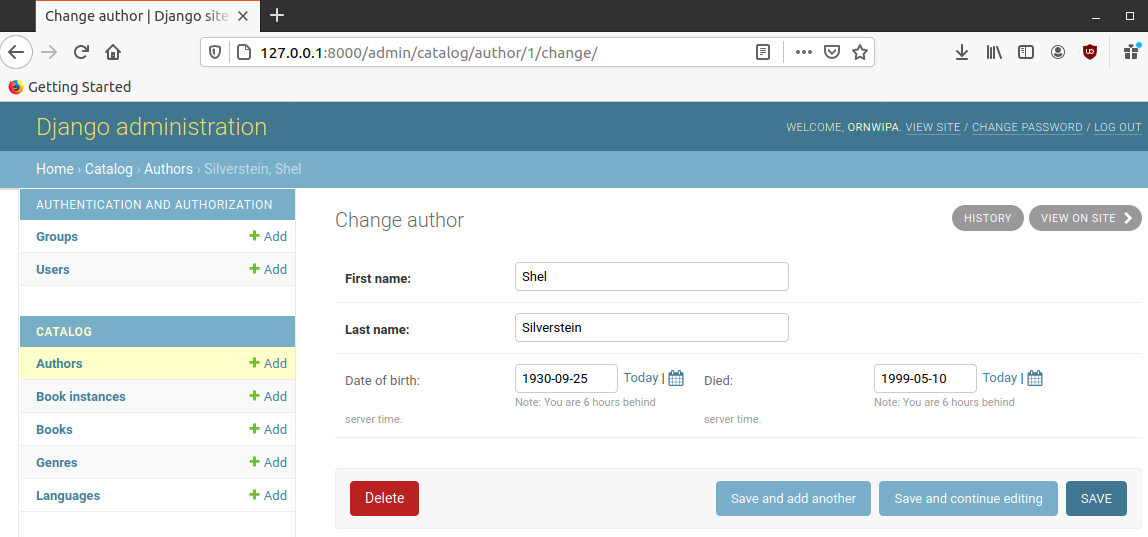 Change author | Django site
127.0.0.1:8000/admin/catalog/author/1/change/
Getting Started
Django administration
WELCOME, ORNWIPA. VIEW SITE / CHANGE PASSWORD / LOG OUT
Home › Catalog › Authors › Silverstein, Shel
AUTHENTICATION AND AUTHORIZATION
Groups + Add
Users + Add
CATALOG
Authors + Add
Book instances + Add
Books + Add
Genres + Add
Languages + Add
Change author
HISTORY
VIEW ON SITE
First name: Shel
Last name: Silverstein
Date of birth: 1930-09-25 Today |
Note: You are 6 hours behind
server time.
Died: 1999-05-10 Today |
Note: You are 6 hours behind
server time.
Delete
Save and add another
Save and continue editing
SAVE